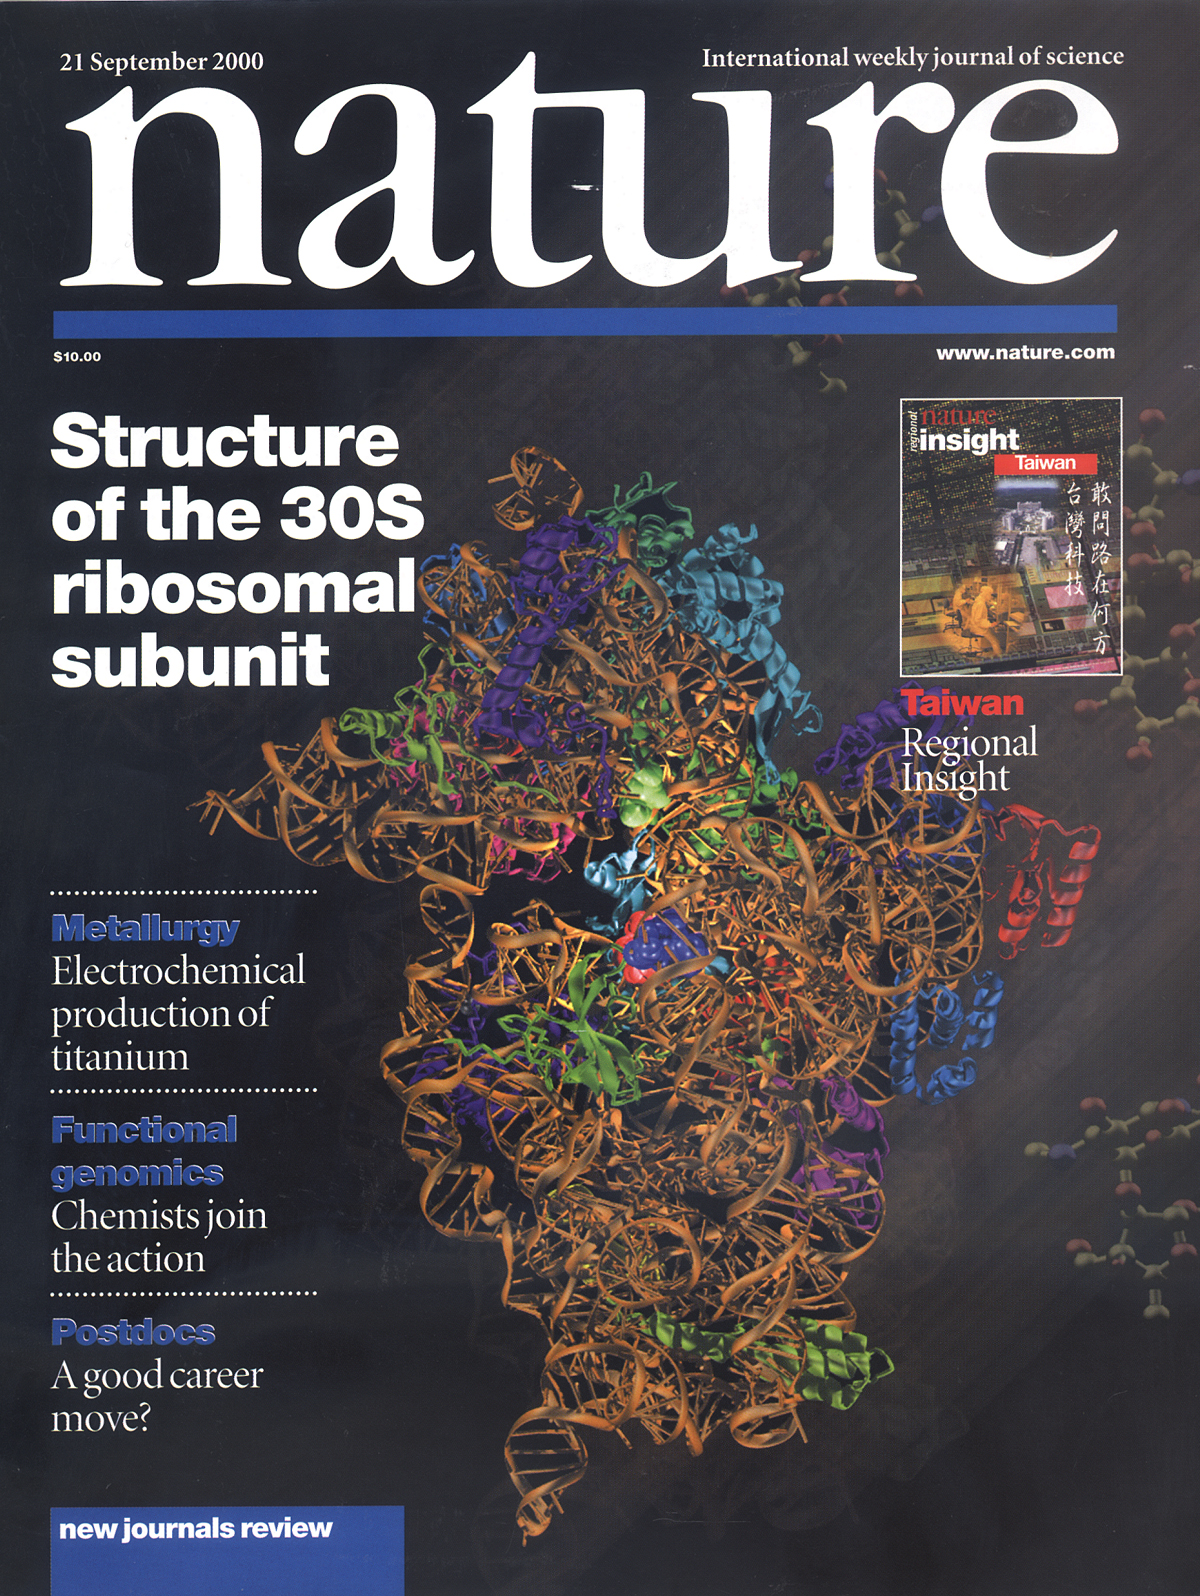 21 September 2000
International weekly journal of science
nature
$10.00
www.nature.com
Structure
of the 30S
ribosomal
subunit
regional
nature
insight
Taiwan
敢問路在何方
台灣科技
Taiwan
Regional
Insight
Metallurgy
Electrochemical
production of
titanium
Functional
genomics
Chemists join
the action
Postdocs
A good career
move?
new journals review